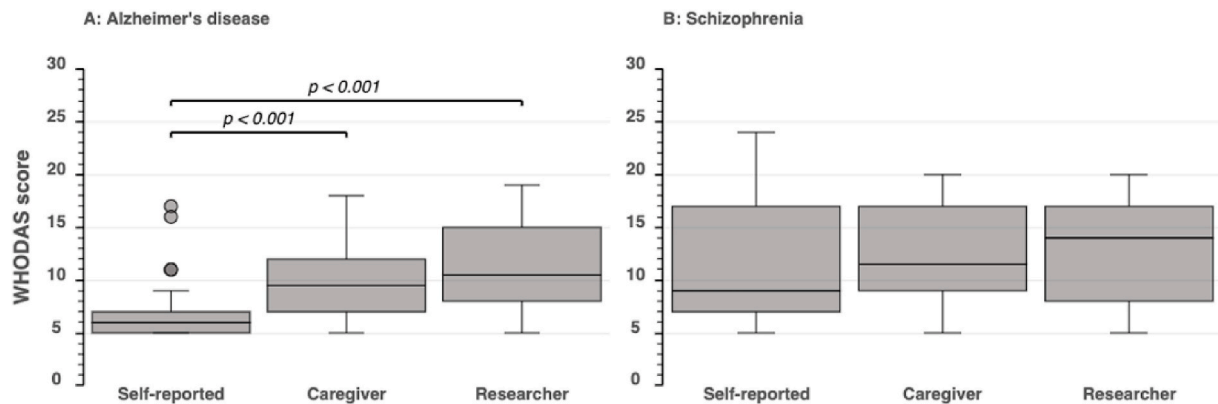 A: Alzheimer's disease
WHODAS score
30
25
20
15
10
5
0
p < 0.001
p < 0.001
Self-reported
Caregiver
Researcher
B: Schizophrenia
30
25
20
15
10
5
0
Self-reported
Caregiver
Researcher